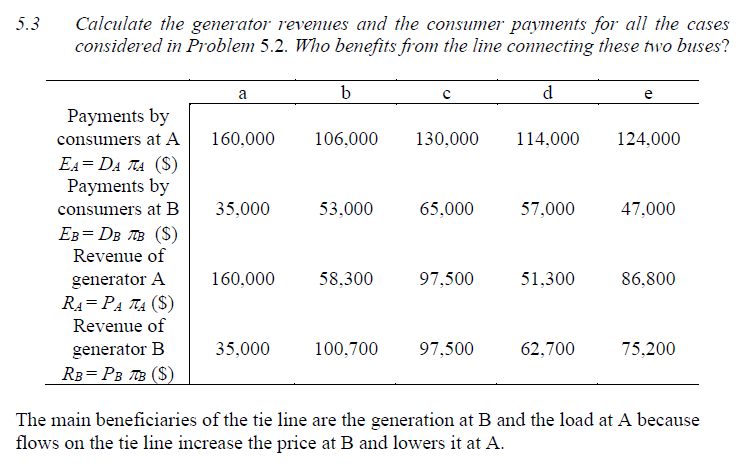 5.3 Calculate the generator revenues and the consumer payments for all the cases
considered in Problem 5.2. Who benefits from the line connecting these two buses?
a b c d e
Payments by
consumers at A 160,000 106,000 130,000 114,000 124,000
E_A= D_A π_A ($)
Payments by
consumers at B 35,000 53,000 65,000 57,000 47,000
E_B= D_B π_B ($)
Revenue of
generator A 160,000 58,300 97,500 51,300 86,800
R_A= P_A π_A ($)
Revenue of
generator B 35,000 100,700 97,500 62,700 75,200
R_B= P_B π_B ($)
The main beneficiaries of the tie line are the generation at B and the load at A because
flows on the tie line increase the price at B and lowers it at A.